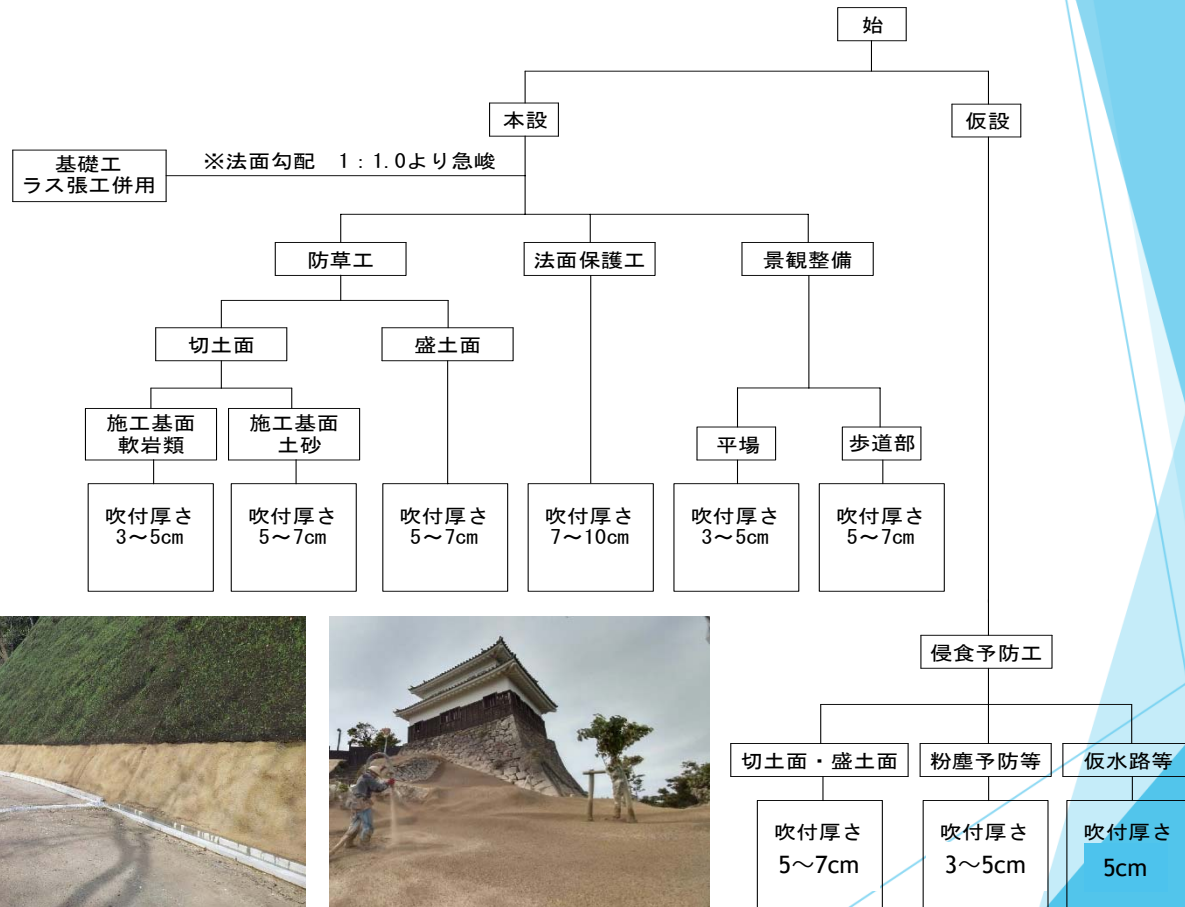 始
本設
仮設
基礎工
ラス張工併用
※法面勾配 1：1.0より急峻
防草工
法面保護工
景観整備
切土面
盛土面
施工基面
軟岩類
施工基面
土砂
平場
歩道部
吹付厚さ
3～5cm
吹付厚さ
5～7cm
吹付厚さ
5～7cm
吹付厚さ
7～10cm
吹付厚さ
3～5cm
吹付厚さ
5～7cm
侵食予防工
切土面・盛土面
粉塵予防等
仮水路等
吹付厚さ
5～7cm
吹付厚さ
3～5cm
吹付厚さ
5cm